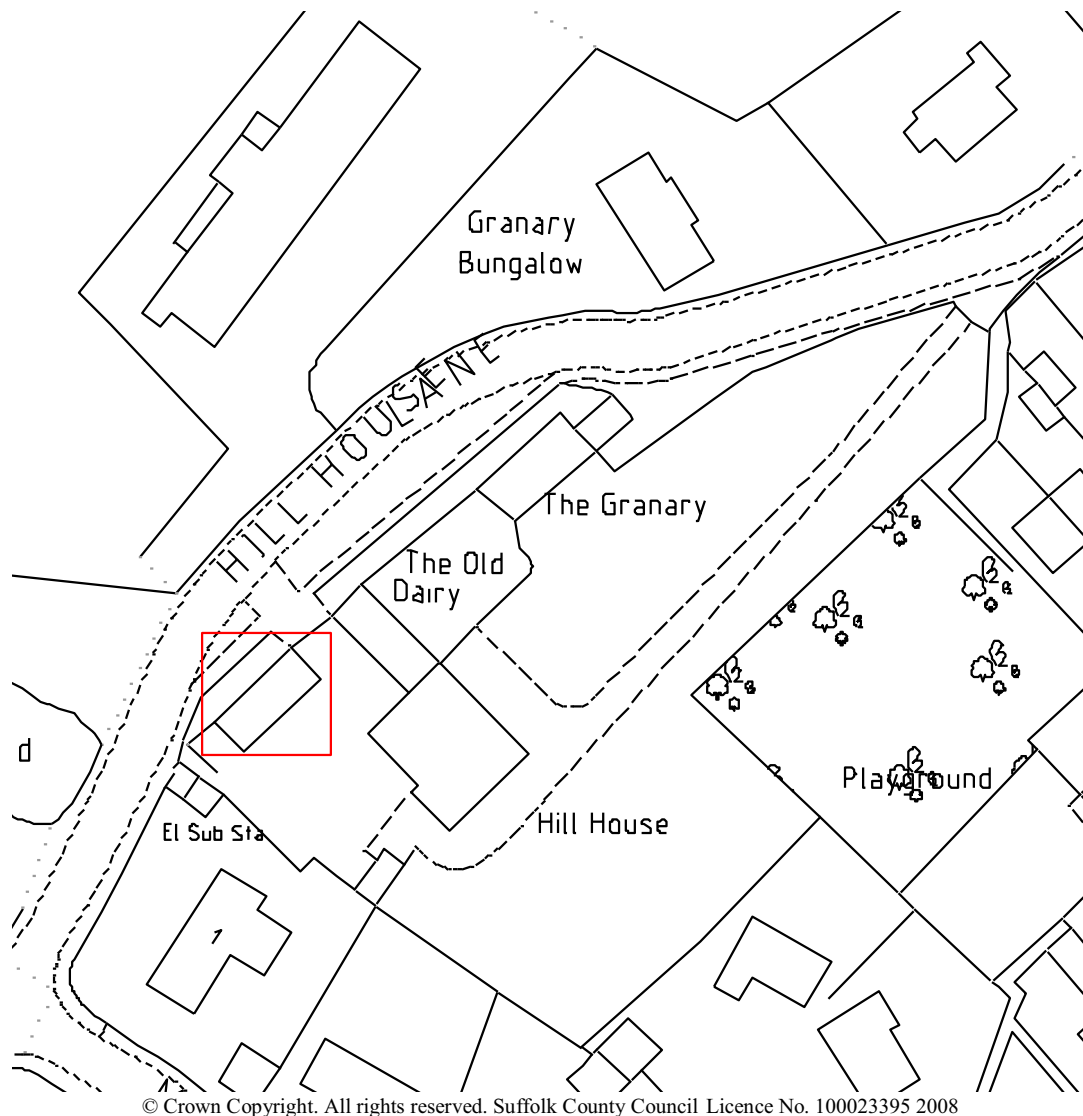 Granary
Bungalow
HILL HOUSE LANE
The Granary
The Old
Dairy
d
Playground
Hill House
El Sub Sta
1
© Crown Copyright. All rights reserved. Suffolk County Council Licence No. 100023395 2008